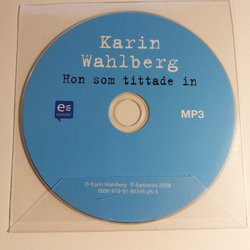 Karin
Wahlberg
Hon som tittade in
e
MP3
© Karin Wahlberg © Earbooks 2008